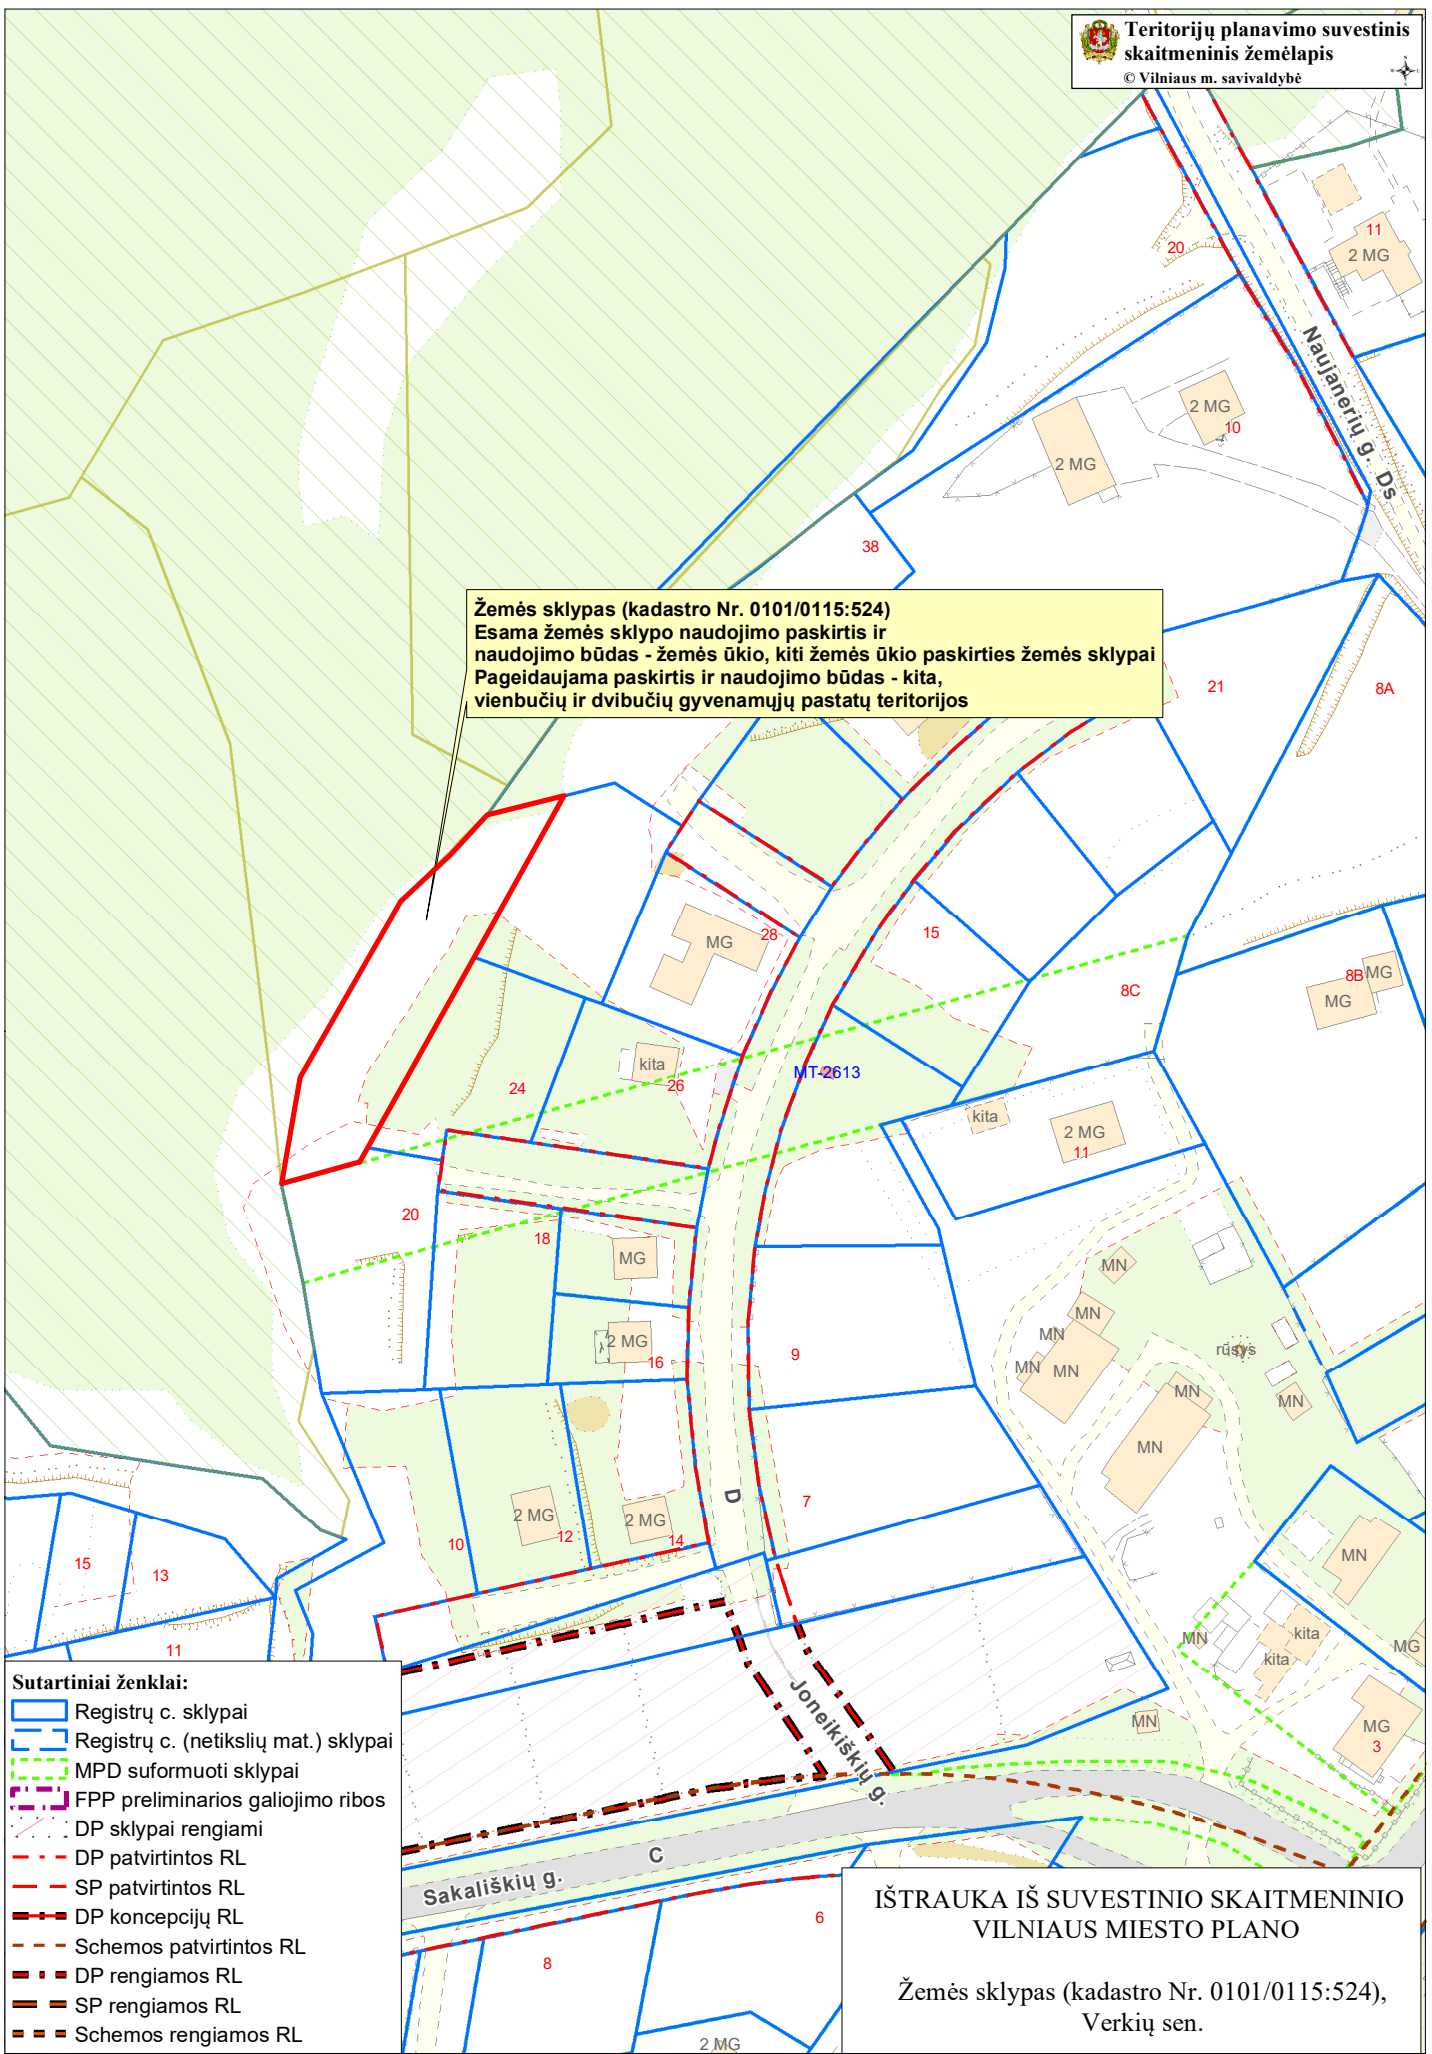 Teritorijų planavimo suvestinis
skaitmeninis žemėlapis
© Vilniaus m. savivaldybė
11
2 MG
20
Naujanerių g.
Ds
2 MG
10
2 MG
38
Žemės sklypas (kadastro Nr. 0101/0115:524)
Esama žemės sklypo naudojimo paskirtis ir
naudojimo būdas - žemės ūkio, kiti žemės ūkio paskirties žemės sklypai
Pageidaujama paskirtis ir naudojimo būdas - kita,
vienbučių ir dvibučių gyvenamųjų pastatų teritorijos
21
8A
28
MG
15
8B
MG
MG
8C
kita
26
24
MT-2613
kita
2 MG
11
20
18
MG
MN
MN
2 MG
16
9
MN
MN
MN
rūsys
MN
MN
MN
D
7
2 MG
12
2 MG
14
10
15
13
11
MN
MN
kita
kita
MG
MN
MG
3
Joneikiškių g.
Sakališkių g.
C
6
8
2 MG
Sutartiniai ženklai:
Registrų c. sklypai
Registrų c. (netikslių mat.) sklypai
MPD suformuoti sklypai
FPP preliminarios galiojimo ribos
DP sklypai rengiami
DP patvirtintos RL
SP patvirtintos RL
DP koncepcijų RL
Schemos patvirtintos RL
DP rengiamos RL
SP rengiamos RL
Schemos rengiamos RL
IŠTRAUKA IŠ SUVESTINIO SKAITMENINIO
VILNIAUS MIESTO PLANO
Žemės sklypas (kadastro Nr. 0101/0115:524),
Verkių sen.